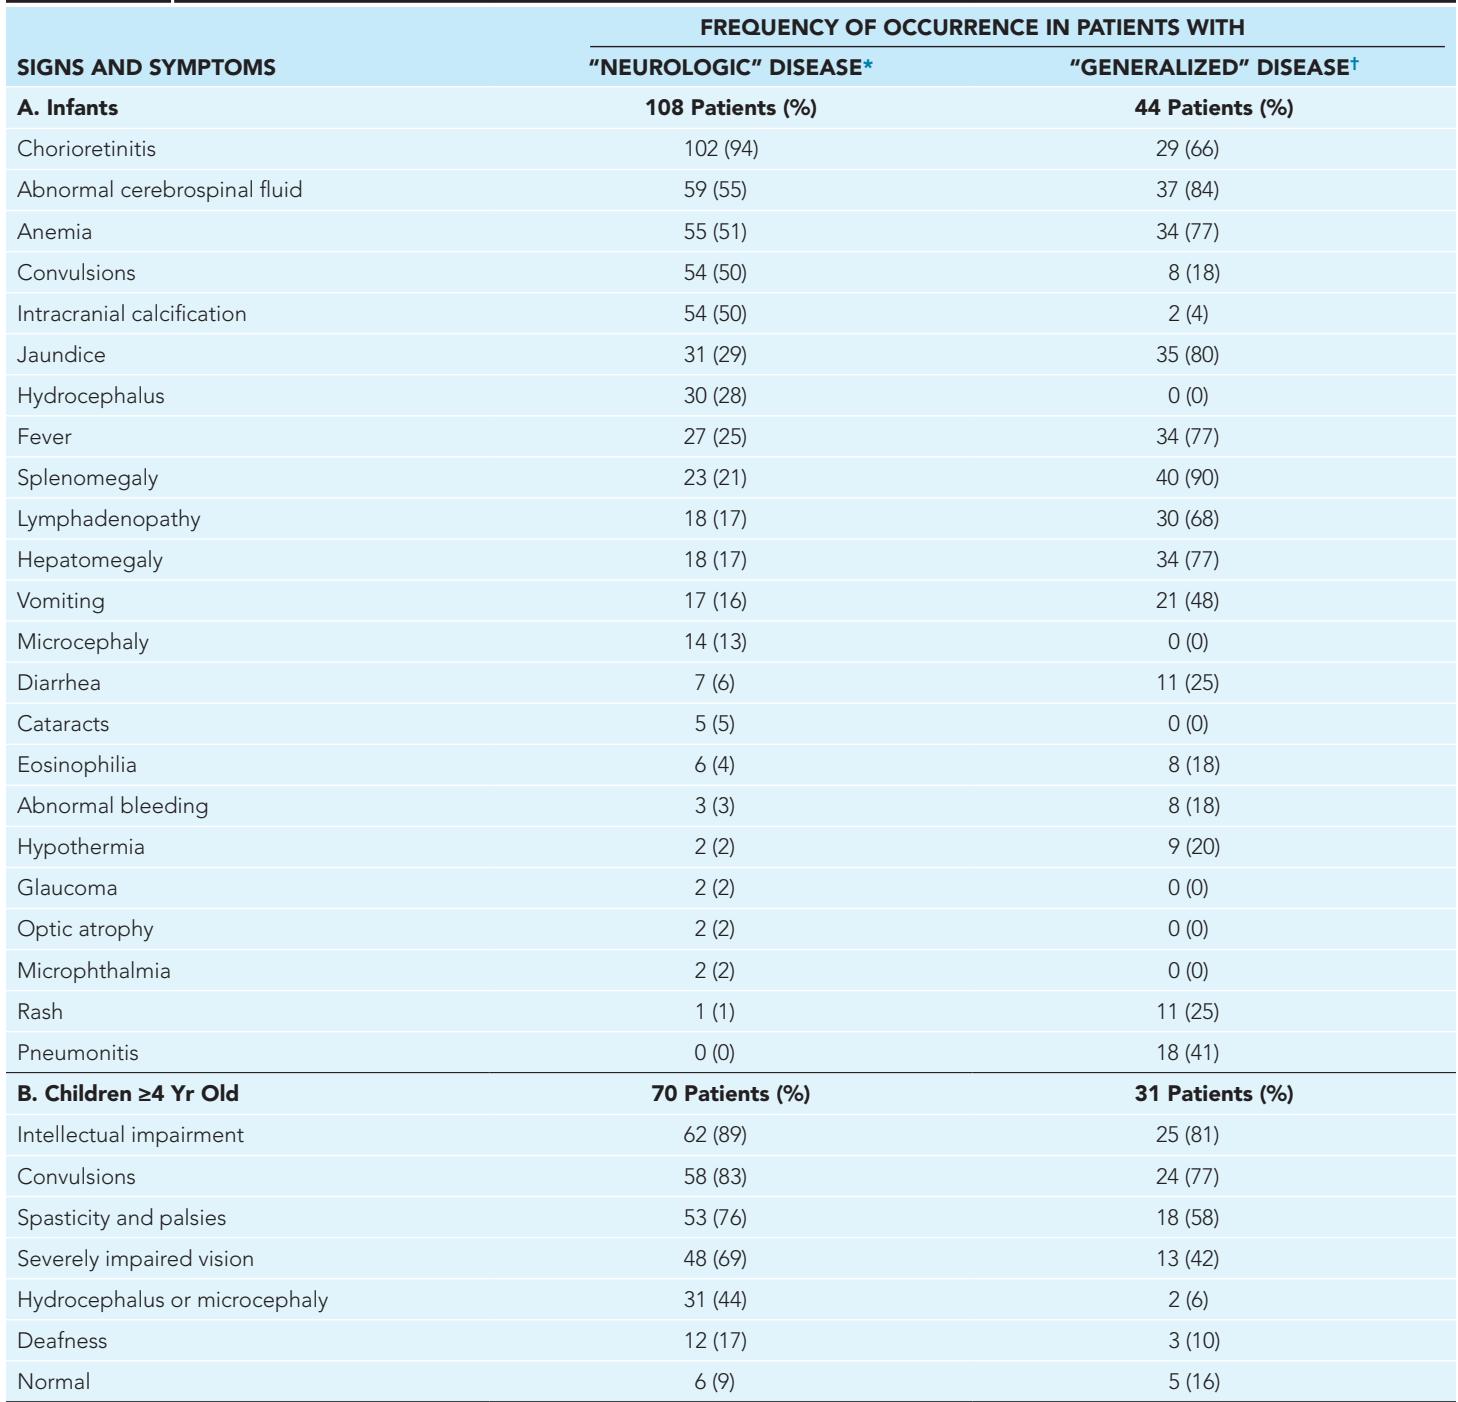 FREQUENCY OF OCCURRENCE IN PATIENTS WITH
SIGNS AND SYMPTOMS “NEUROLOGIC” DISEASE* “GENERALIZED” DISEASE†
A. Infants 108 Patients (%) 44 Patients (%)
Chorioretinitis 102 (94) 29 (66)
Abnormal cerebrospinal fluid 59 (55) 37 (84)
Anemia 55 (51) 34 (77)
Convulsions 54 (50) 8 (18)
Intracranial calcification 54 (50) 2 (4)
Jaundice 31 (29) 35 (80)
Hydrocephalus 30 (28) 0 (0)
Fever 27 (25) 34 (77)
Splenomegaly 23 (21) 40 (90)
Lymphadenopathy 18 (17) 30 (68)
Hepatomegaly 18 (17) 34 (77)
Vomiting 17 (16) 21 (48)
Microcephaly 14 (13) 0 (0)
Diarrhea 7 (6) 11 (25)
Cataracts 5 (5) 0 (0)
Eosinophilia 6 (4) 8 (18)
Abnormal bleeding 3 (3) 8 (18)
Hypothermia 2 (2) 9 (20)
Glaucoma 2 (2) 0 (0)
Optic atrophy 2 (2) 0 (0)
Microphthalmia 2 (2) 0 (0)
Rash 1 (1) 11 (25)
Pneumonitis 0 (0) 18 (41)
B. Children ≥4 Yr Old 70 Patients (%) 31 Patients (%)
Intellectual impairment 62 (89) 25 (81)
Convulsions 58 (83) 24 (77)
Spasticity and palsies 53 (76) 18 (58)
Severely impaired vision 48 (69) 13 (42)
Hydrocephalus or microcephaly 31 (44) 2 (6)
Deafness 12 (17) 3 (10)
Normal 6 (9) 5 (16)